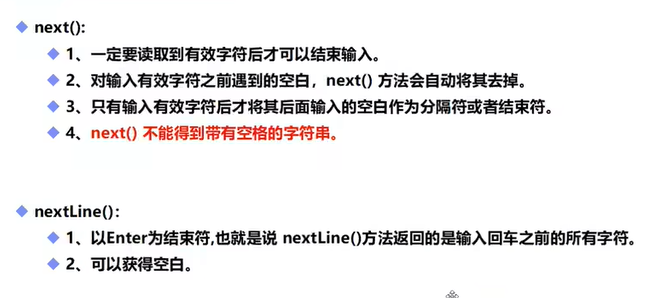 next():
1、一定要读取到有效字符后才可以结束输入。
2、对输入有效字符之前遇到的空白，next() 方法会自动将其去掉。
3、只有输入有效字符后才将其后面输入的空白作为分隔符或者结束符。
4、next() 不能得到带有空格的字符串。
nextLine()：
1、以Enter为结束符,也就是说 nextLine()方法返回的是输入回车之前的所有字符。
2、可以获得空白。